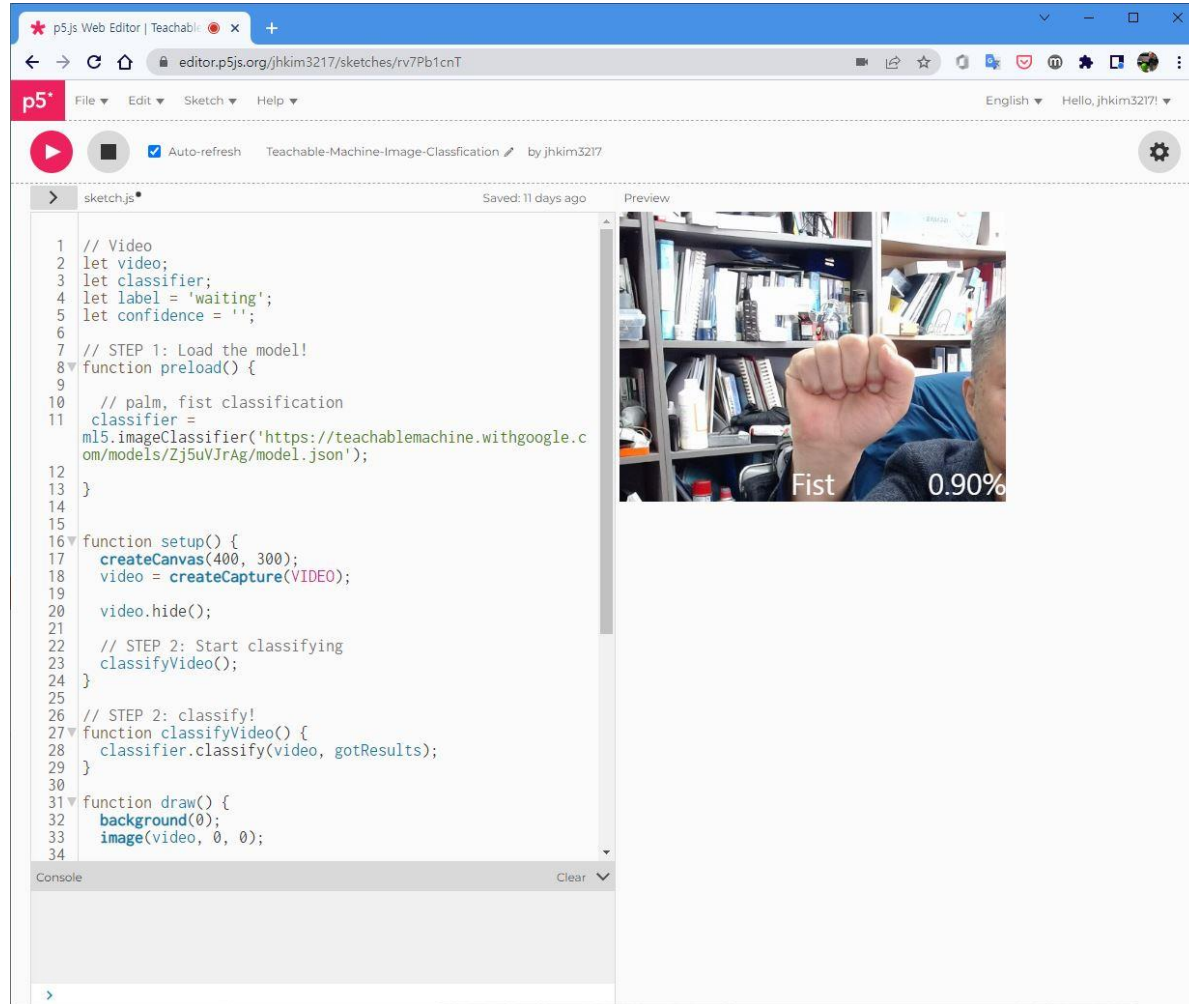 p5.js Web Editor | Teachable
editor.p5js.org/jhkim3217/sketches/rv7Pb1cnT
p5* File Edit Sketch Help English Hello, jhkim3217!
Auto-refresh Teachable-Machine-Image-Classfication by jhkim3217
sketch.js Saved: 11 days ago Preview
1 // Video
2 let video;
3 let classifier;
4 let label = 'waiting';
5 let confidence = '';
6
7 // STEP 1: Load the model!
8 function preload() {
9
10 // palm, fist classification
11 classifier =
ml5.imageClassifier('https://teachablemachine.withgoogle.c
om/models/Zj5uVJrAg/model.json');
12
13 }
14
15
16 function setup() {
17 createCanvas(400, 300);
18 video = createCapture(VIDEO);
19
20 video.hide();
21
22 // STEP 2: Start classifying
23 classifyVideo();
24 }
25
26 // STEP 2: classify!
27 function classifyVideo() {
28 classifier.classify(video, gotResults);
29 }
30
31 function draw() {
32 background(0);
33 image(video, 0, 0);
34
Fist 0.90%
Console Clear